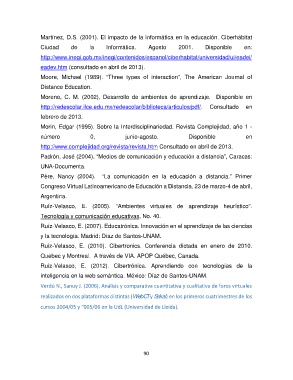 Martínez, D.S. (2001). El impacto de la informática en la educación. Ciberhábitat
Ciudad de la Informática. Agosto 2001. Disponible en:
http://www.inegi.gob.mx/inegi/contenidos/espanol/ciberhabitat/universidad/ui/eadel/
eadev.htm (consultado en abril de 2013).
Moore, Michael (1989). “Three types of Interaction”, The American Journal of
Distance Education.
Moreno, C. M. (2002). Desarrollo de ambientes de aprendizaje. Disponible en
http://redescolar.ilce.edu.mx/redescolar/biblioteca/articulos/pdf/. Consultado en
febrero de 2013.
Morin, Edgar (1995). Sobre la Interdisciplinariedad. Revista Complejidad, año 1 -
número 0, junio-agosto. Disponible en
http://www.complejidad.org/revista/revista.htm Consultado en abril de 2013.
Padrón, José (2004), “Medios de comunicación y educación a distancia”, Caracas:
UNA-Documenta.
Père, Nancy (2004). “La comunicación en la educación a distancia.” Primer
Congreso Virtual Latinoamericano de Educación a Distancia, 23 de marzo-4 de abril,
Argentina.
Ruiz-Velasco, E. (2005). “Ambientes virtuales de aprendizaje heurístico”.
Tecnología y comunicación educativas. No. 40.
Ruiz-Velasco, E. (2007). Educatrónica. Innovación en el aprendizaje de las ciencias
y la tecnología. Madrid: Díaz de Santos-UNAM.
Ruiz-Velasco, E. (2010). Cibertronics. Conferencia dictada en enero de 2010.
Quebec y Montreal. A través de VIA. APOP Québec, Canada.
Ruiz-Velasco, E. (2012). Cibertrónica. Aprendiendo con tecnologías de la
inteligencia en la web semántica. México: Díaz de Santos-UNAM.
Verdú N., Sanuy J. (2006). Análisis y comparativa cuantitativa y cualitativa de foros virtuales
realizados en dos plataformas distintas (WebCT y Sakai) en los primeros cuatrimestres de los
cursos 2004/05 y '005/06 en la UdL (Universidad de Lleida).
90